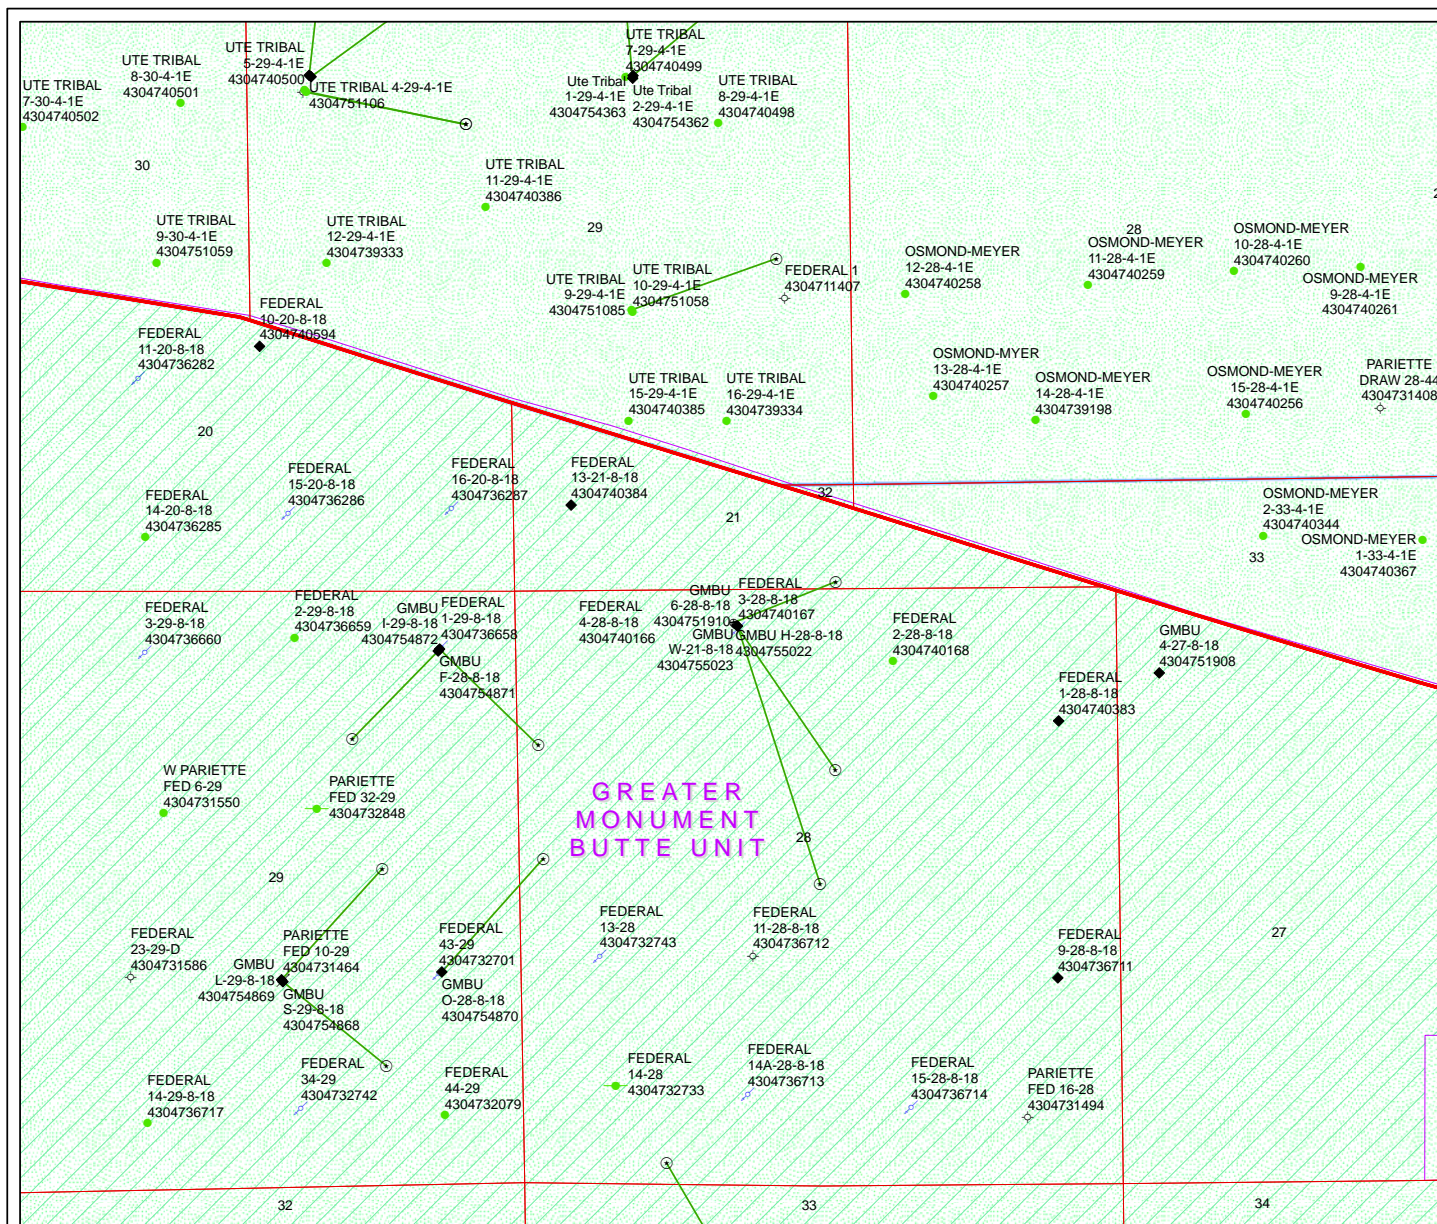 UTE TRIBAL
7-29-4-1E
4304740499
UTE TRIBAL
5-29-4-1E
4304740500
UTE TRIBAL
8-30-4-1E
4304740501
UTE TRIBAL
7-30-4-1E
4304740502
UTE TRIBAL 4-29-4-1E
4304751106
Ute Tribal
1-29-4-1E
4304754363
Ute Tribal
2-29-4-1E
4304754362
UTE TRIBAL
8-29-4-1E
4304740498
30
UTE TRIBAL
11-29-4-1E
4304740386
29
28
UTE TRIBAL
9-30-4-1E
4304751059
UTE TRIBAL
12-29-4-1E
4304739333
UTE TRIBAL
9-29-4-1E
4304751085
UTE TRIBAL
10-29-4-1E
4304751058
FEDERAL 1
4304711407
OSMOND-MEYER
12-28-4-1E
4304740258
OSMOND-MEYER
11-28-4-1E
4304740259
OSMOND-MEYER
10-28-4-1E
4304740260
OSMOND-MEYER
9-28-4-1E
4304740261
FEDERAL
10-20-8-18
4304740594
FEDERAL
11-20-8-18
4304736282
UTE TRIBAL
15-29-4-1E
4304740385
UTE TRIBAL
16-29-4-1E
4304739334
OSMOND-MYER
13-28-4-1E
4304740257
OSMOND-MEYER
14-28-4-1E
4304739198
OSMOND-MEYER
15-28-4-1E
4304740256
PARIETTE
DRAW 28-44
4304731408
20
FEDERAL
15-20-8-18
4304736286
FEDERAL
16-20-8-18
4304736287
FEDERAL
13-21-8-18
4304740384
32
21
FEDERAL
14-20-8-18
4304736285
OSMOND-MEYER
2-33-4-1E
4304740344
OSMOND-MEYER
1-33-4-1E
4304740367
33
FEDERAL
3-29-8-18
4304736660
FEDERAL
2-29-8-18
4304736659
GMBU
I-29-8-18
4304754872
FEDERAL
1-29-8-18
4304736658
GMBU
F-28-8-18
4304754871
FEDERAL
4-28-8-18
4304740166
GMBU
6-28-8-18
4304751910
FEDERAL
3-28-8-18
4304740167
GMBU
W-21-8-18
4304755023
GMBU H-28-8-18
4304755022
FEDERAL
2-28-8-18
4304740168
GMBU
4-27-8-18
4304751908
FEDERAL
1-28-8-18
4304740383
W PARIETTE
FED 6-29
4304731550
PARIETTE
FED 32-29
4304732848
GREATER
MONUMENT
BUTTE UNIT
28
29
27
FEDERAL
23-29-D
4304731586
GMBU
L-29-8-18
4304754869
PARIETTE
FED 10-29
4304731464
GMBU
S-29-8-18
4304754868
FEDERAL
43-29
4304732701
GMBU
O-28-8-18
4304754870
FEDERAL
13-28
4304732743
FEDERAL
11-28-8-18
4304736712
FEDERAL
9-28-8-18
4304736711
FEDERAL
14-29-8-18
4304736717
FEDERAL
34-29
4304732742
FEDERAL
44-29
4304732079
FEDERAL
14-28
4304732733
FEDERAL
14A-28-8-18
4304736713
FEDERAL
15-28-8-18
4304736714
PARIETTE
FED 16-28
4304731494
32
33
34